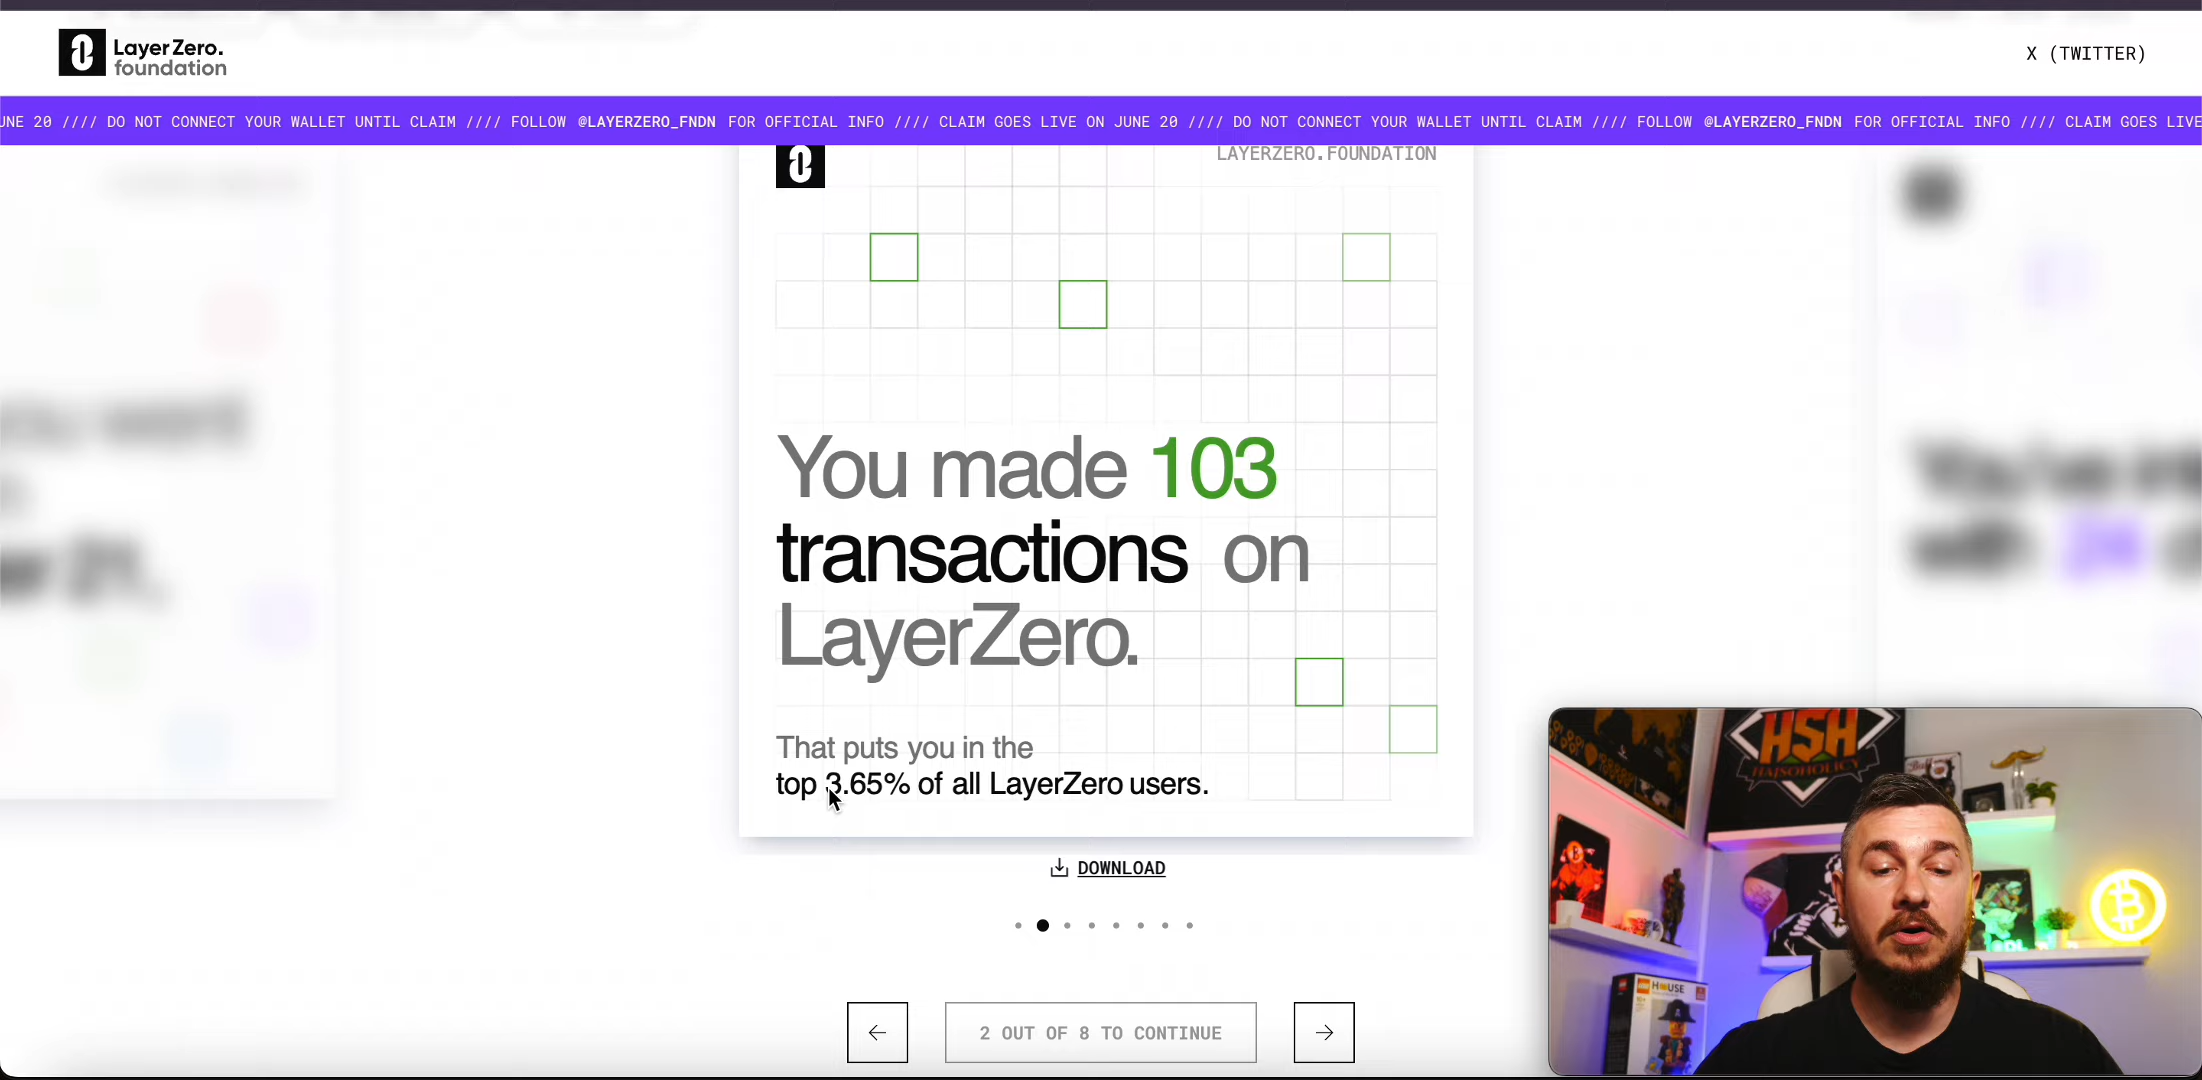 LayerZero.
foundation
X (TWITTER)
UNE 20 //// DO NOT CONNECT YOUR WALLET UNTIL CLAIM //// FOLLOW @LAYERZERO_FNDN FOR OFFICIAL INFO //// CLAIM GOES LIVE ON JUNE 20 //// DO NOT CONNECT YOUR WALLET UNTIL CLAIM //// FOLLOW @LAYERZERO_FNDN FOR OFFICIAL INFO //// CLAIM GOES LIVE
LAYERZERO.FOUNDATION
You made 103
transactions on
LayerZero.
That puts you in the
top 3.65% of all LayerZero users.
DOWNLOAD
2 OUT OF 8 TO CONTINUE
HSH
HAJSOHOLICY
HOUSE